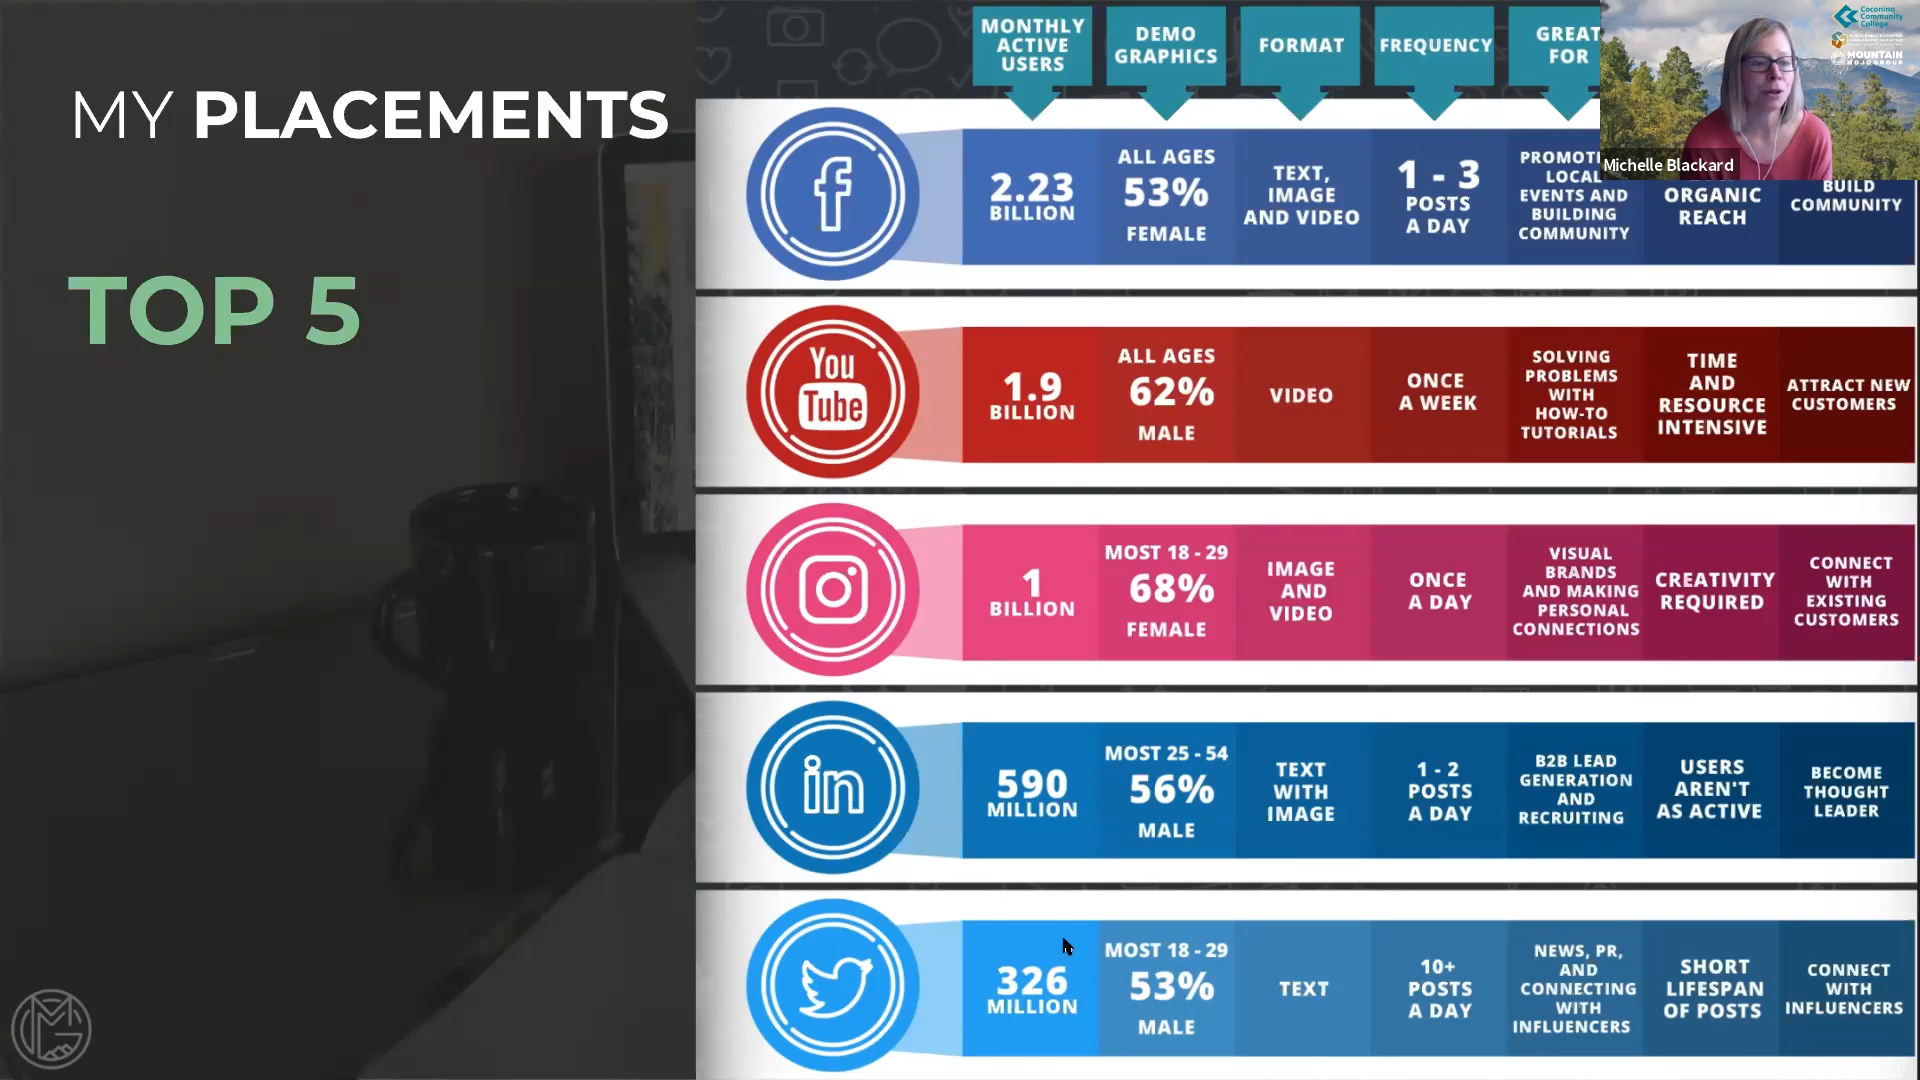 MY PLACEMENTS
TOP 5
MONTHLY
ACTIVE
USERS
DEMO
GRAPHICS
FORMAT
FREQUENCY
GREAT
FOR
Coconino
Community
College
MOUNTAIN
MOJO GROUP
Michelle Blackard
2.23
BILLION
ALL AGES
53%
FEMALE
TEXT,
IMAGE
AND VIDEO
1 - 3
POSTS
A DAY
LOCAL
EVENTS AND
BUILDING
COMMUNITY
ORGANIC
REACH
BUILD
COMMUNITY
You
Tube
1.9
BILLION
ALL AGES
62%
MALE
VIDEO
ONCE
A WEEK
SOLVING
PROBLEMS
WITH
HOW-TO
TUTORIALS
TIME
AND
RESOURCE
INTENSIVE
ATTRACT NEW
CUSTOMERS
1
BILLION
MOST 18 - 29
68%
FEMALE
IMAGE
AND
VIDEO
ONCE
A DAY
VISUAL
BRANDS
AND MAKING
PERSONAL
CONNECTIONS
CREATIVITY
REQUIRED
CONNECT
WITH
EXISTING
CUSTOMERS
in
590
MILLION
MOST 25 - 54
56%
MALE
TEXT
WITH
IMAGE
1 - 2
POSTS
A DAY
B2B LEAD
GENERATION
AND
RECRUITING
USERS
AREN'T
AS ACTIVE
BECOME
THOUGHT
LEADER
326
MILLION
MOST 18 - 29
53%
MALE
TEXT
10+
POSTS
A DAY
NEWS, PR,
AND
CONNECTING
WITH
INFLUENCERS
SHORT
LIFESPAN
OF POSTS
CONNECT
WITH
INFLUENCERS